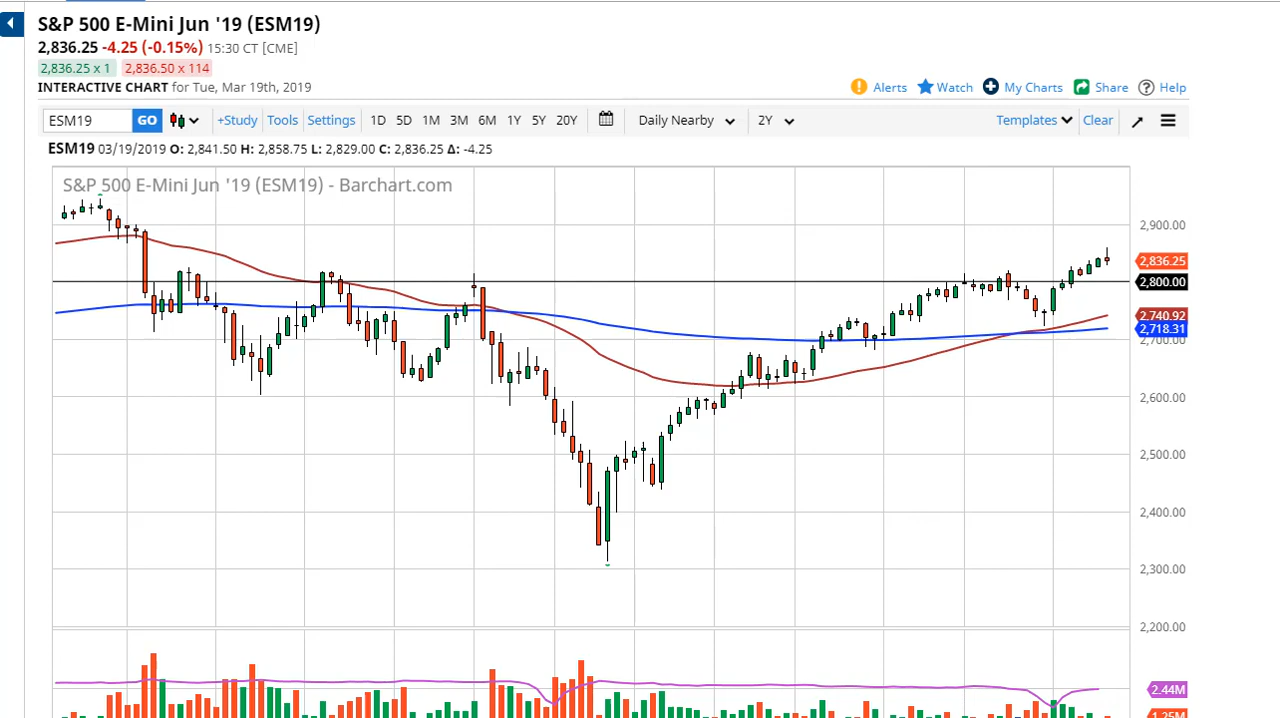 S&P 500 E-Mini Jun '19 (ESM19)
2,836.25 -4.25 (-0.15%) 15:30 CT [CME]
2,836.25 x 1 2,836.50 x 114
INTERACTIVE CHART for Tue, Mar 19th, 2019
Alerts Watch My Charts Share Help
ESM19 GO +Study Tools Settings 1D 5D 1M 3M 6M 1Y 5Y 20Y Daily Nearby 2Y Templates Clear
ESM19 03/19/2019 O: 2,841.50 H: 2,858.75 L: 2,829.00 C: 2,836.25 Δ: -4.25
S&P 500 E-Mini Jun '19 (ESM19) - Barchart.com
2,900.00
2,836.25
2,800.00
2,740.92
2,718.31
2,700.00
2,600.00
2,500.00
2,400.00
2,300.00
2,200.00
2.44M